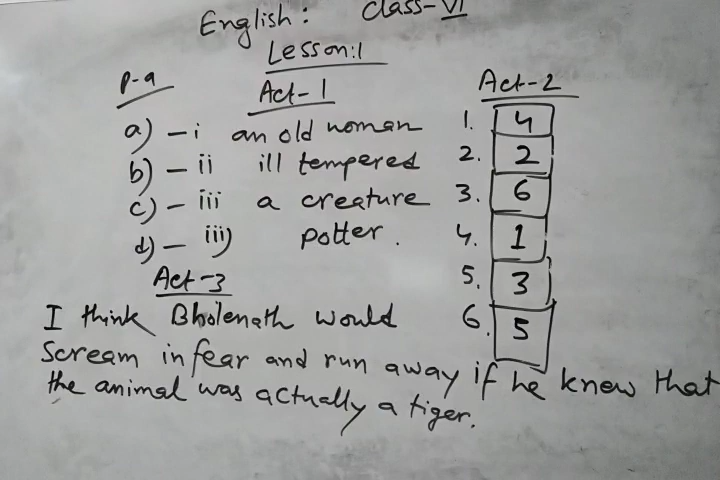 English: Class-VI
Lesson:1
P-9
Act-1
a) - i an old woman
b) - ii ill tempered
c) - iii a creature
d) - iii) potter.
Act-2
1. 4
2. 2
3. 6
4. 1
5. 3
6. 5
Act-3
I think Bholenath would
Scream in fear and run away if he knew that
the animal was actually a tiger.